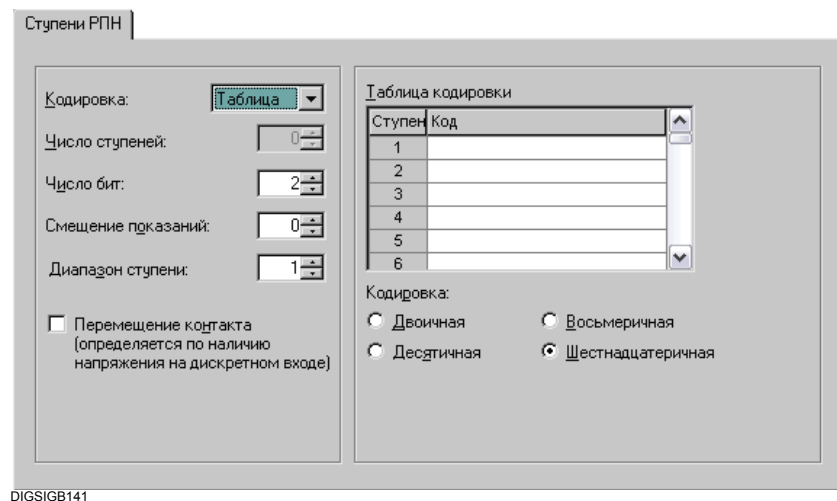 Ступени РПН
Кодировка:
Таблица
Число ступеней:
0
Число бит:
2
Смещение показаний:
0
Диапазон ступени:
1
Перемещение контакта
(определяется по наличию
напряжения на дискретном входе)
Таблица кодировки
Ступен Код
1
2
3
4
5
6
Кодировка:
Двоичная
Восьмеричная
Десятичная
Шестнадцатеричная
DIGSIGB141